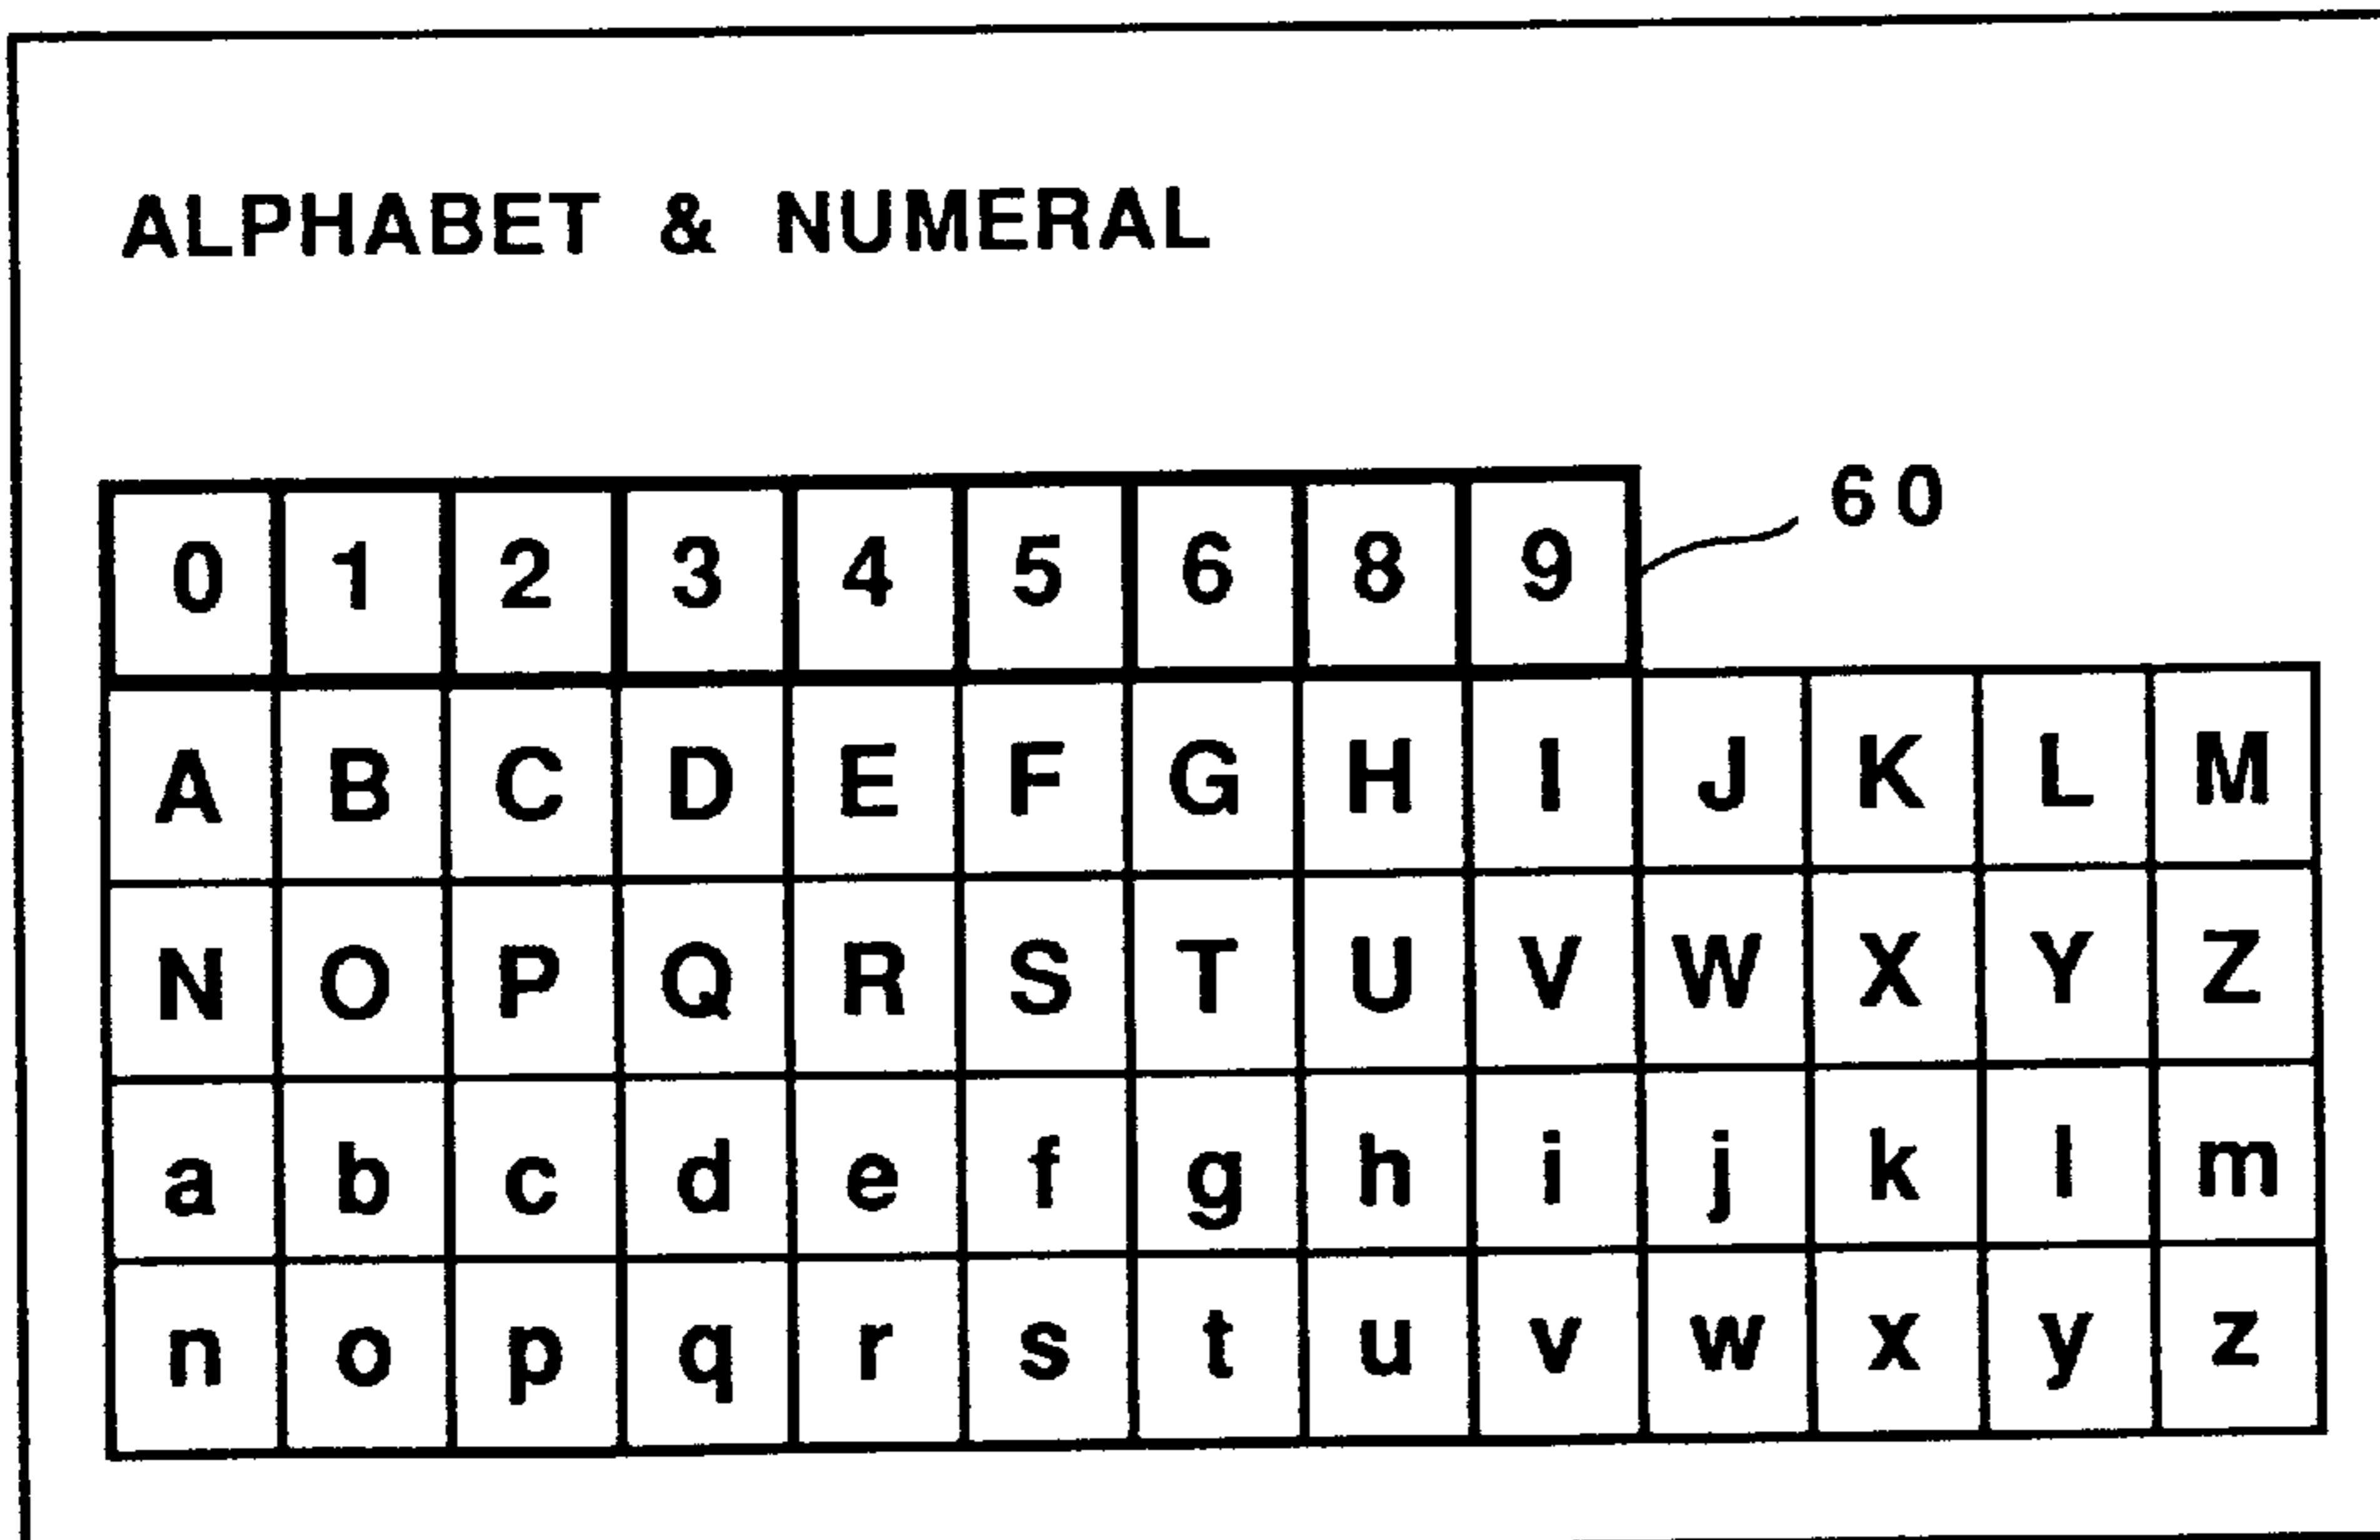 ALPHABET & NUMERAL
60
0 1 2 3 4 5 6 8 9
A B C D E F G H I J K L M
N O P Q R S T U V W X Y Z
a b c d e f g h i j k l m
n o p q r s t u v w x y z